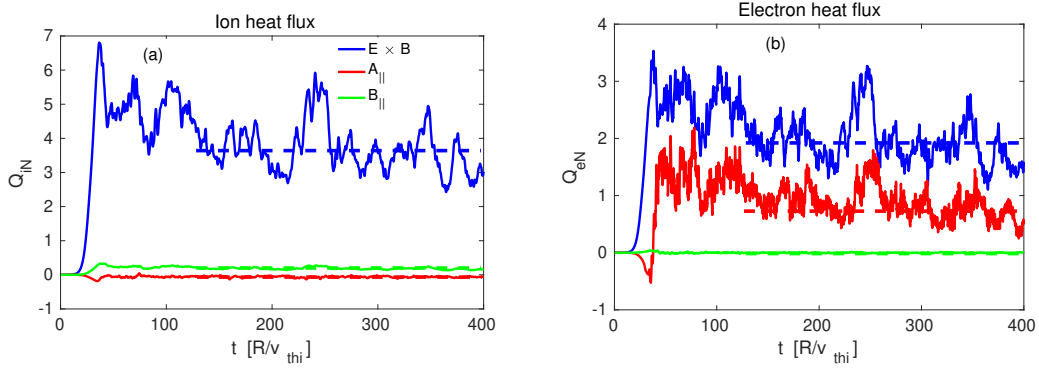 Ion heat flux
(a)
E × B
A||
B||
7
6
5
4
3
2
1
0
-1
Q_iN
0
100
200
300
400
t [R/v_thi]
Electron heat flux
(b)
4
3
2
1
0
-1
Q_eN
0
100
200
300
400
t [R/v_thi]